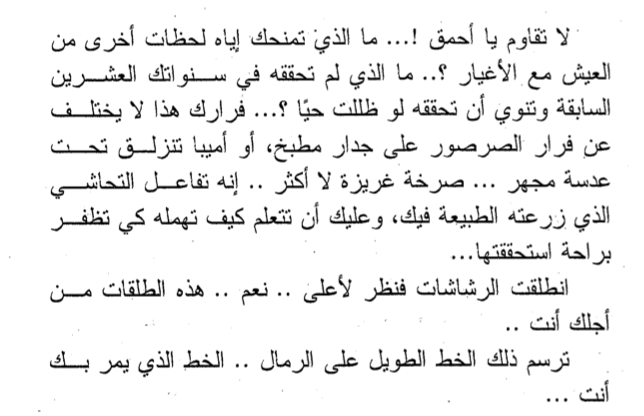 لا تقاوم يا أحمق !... ما الذي تمنحك إياه لحظات أخرى من
العيش مع الأغيار ؟.. ما الذي لم تحققه في سنواتك العشرين
السابقة وتنوي أن تحققه لو ظللت حيًا ؟... فرارك هذا لا يختلف
عن فرار الصرصور على جدار مطبخ، أو أميبا تنزلق تحت
عدسة مجهر ... صرخة غريزة لا أكثر .. إنه تفاعل التحاشي
الذي زرعته الطبيعة فيك، وعليك أن تتعلم كيف تهمله كي تظفر
براحة استحققتها...
انطلقت الرشاشات فنظر لأعلى .. نعم .. هذه الطلقات من
أجلك أنت ..
ترسم ذلك الخط الطويل على الرمال .. الخط الذي يمر بك
أنت ...